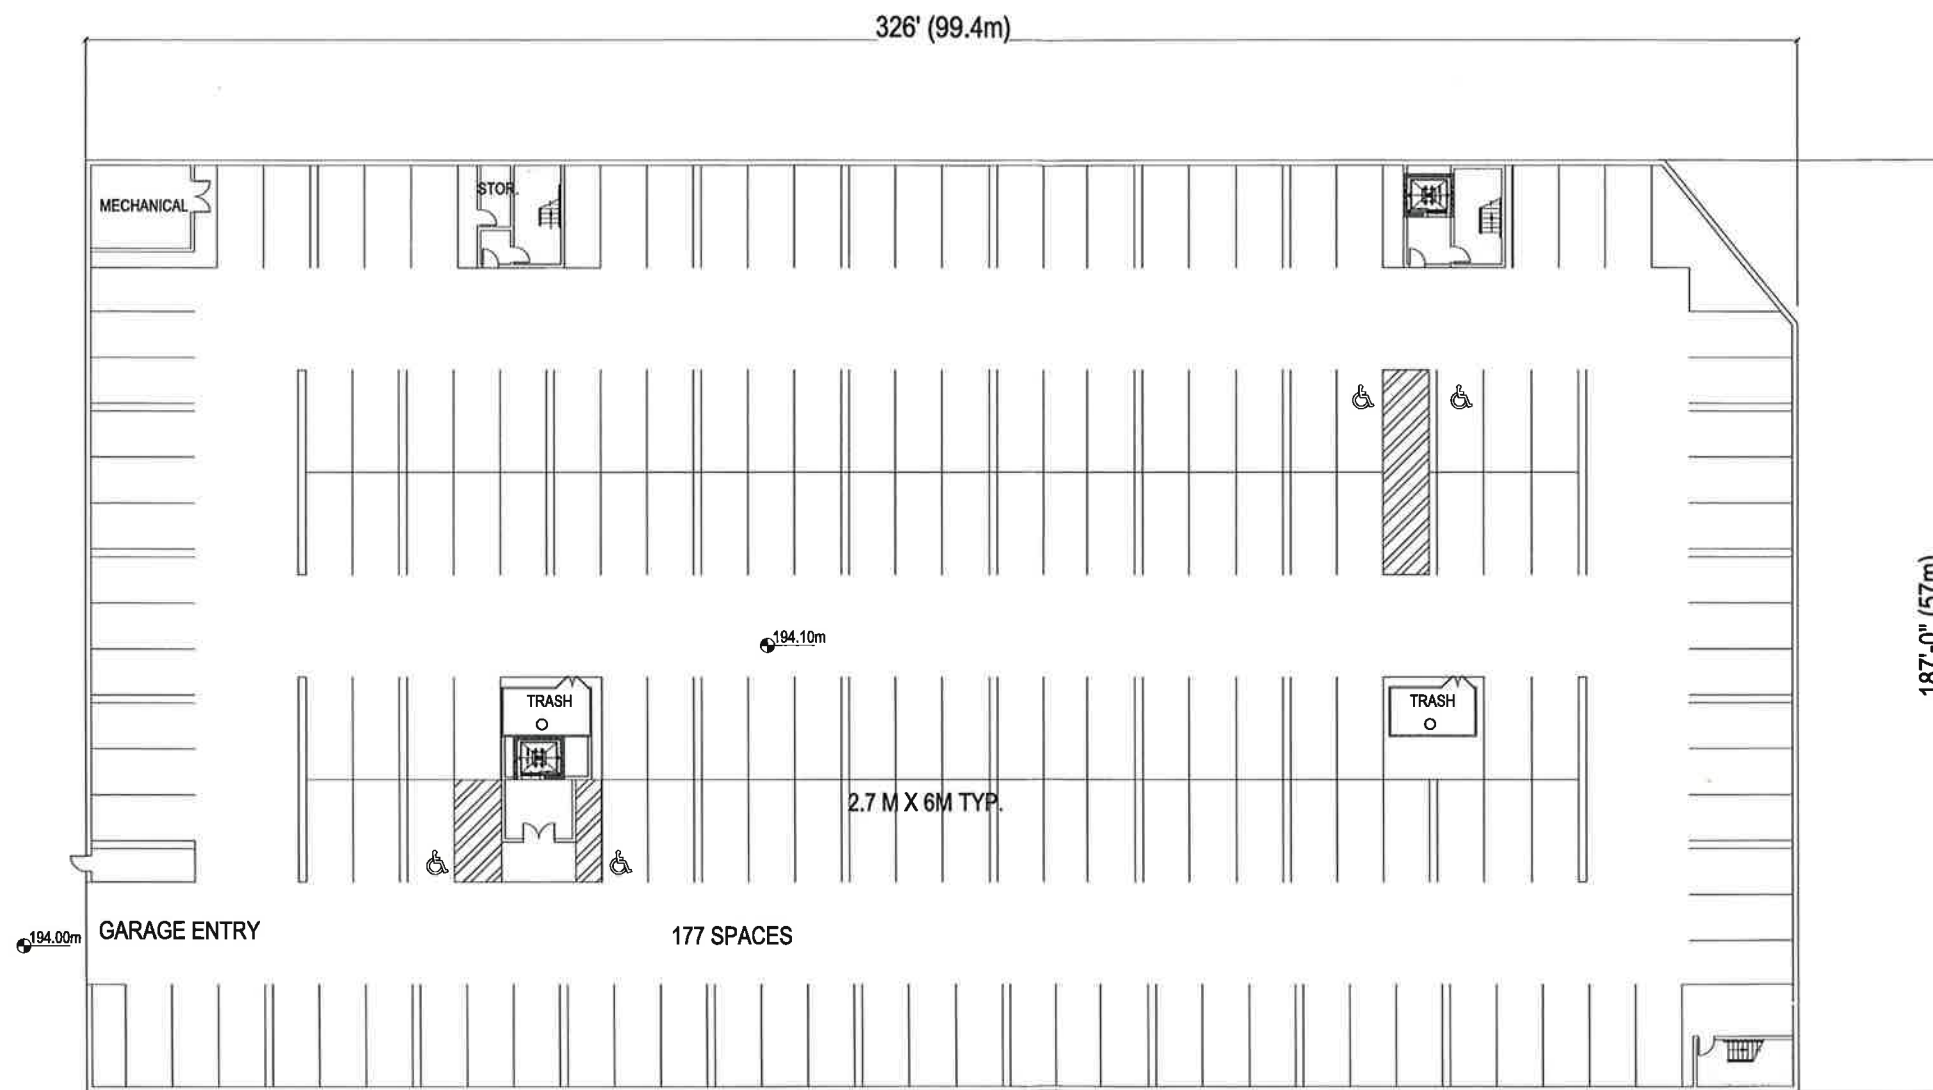 326' (99.4m)
STOR.
MECHANICAL
187'-0" (57m)
194.10m
TRASH
TRASH
2.7 M X 6M TYP.
GARAGE ENTRY
177 SPACES
194.00m